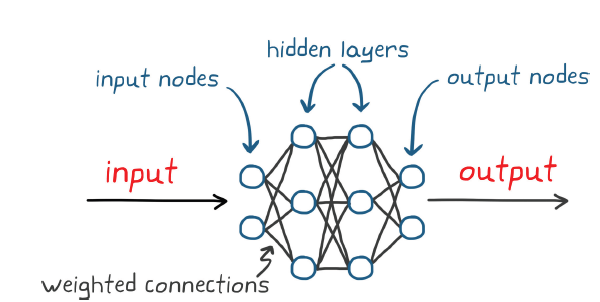 hidden layers
input nodes
output nodes
input
output
weighted connections